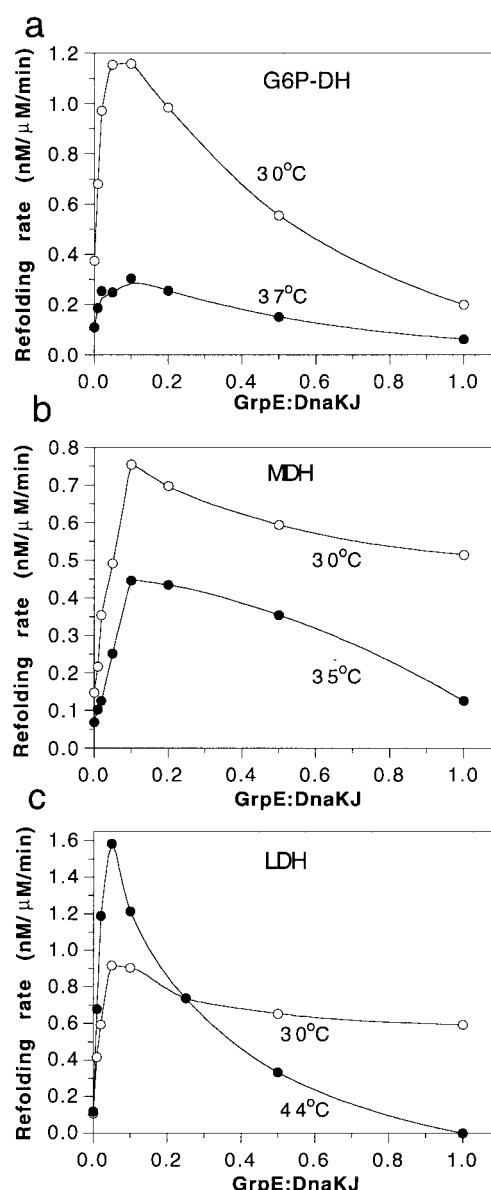 a
Refolding rate (nM/μM/min)
1.2
1.0
0.8
0.6
0.4
0.2
0.0
G6P-DH
30°C
37°C
0.0 0.2 0.4 0.6 0.8 1.0
GrpE:DnaKJ
b
Refolding rate (nM/μM/min)
0.8
0.7
0.6
0.5
0.4
0.3
0.2
0.1
0.0
MDH
30°C
35°C
0.0 0.2 0.4 0.6 0.8 1.0
GrpE:DnaKJ
c
Refolding rate (nM/μM/min)
1.6
1.4
1.2
1.0
0.8
0.6
0.4
0.2
0.0
LDH
30°C
44°C
0.0 0.2 0.4 0.6 0.8 1.0
GrpE:DnaKJ